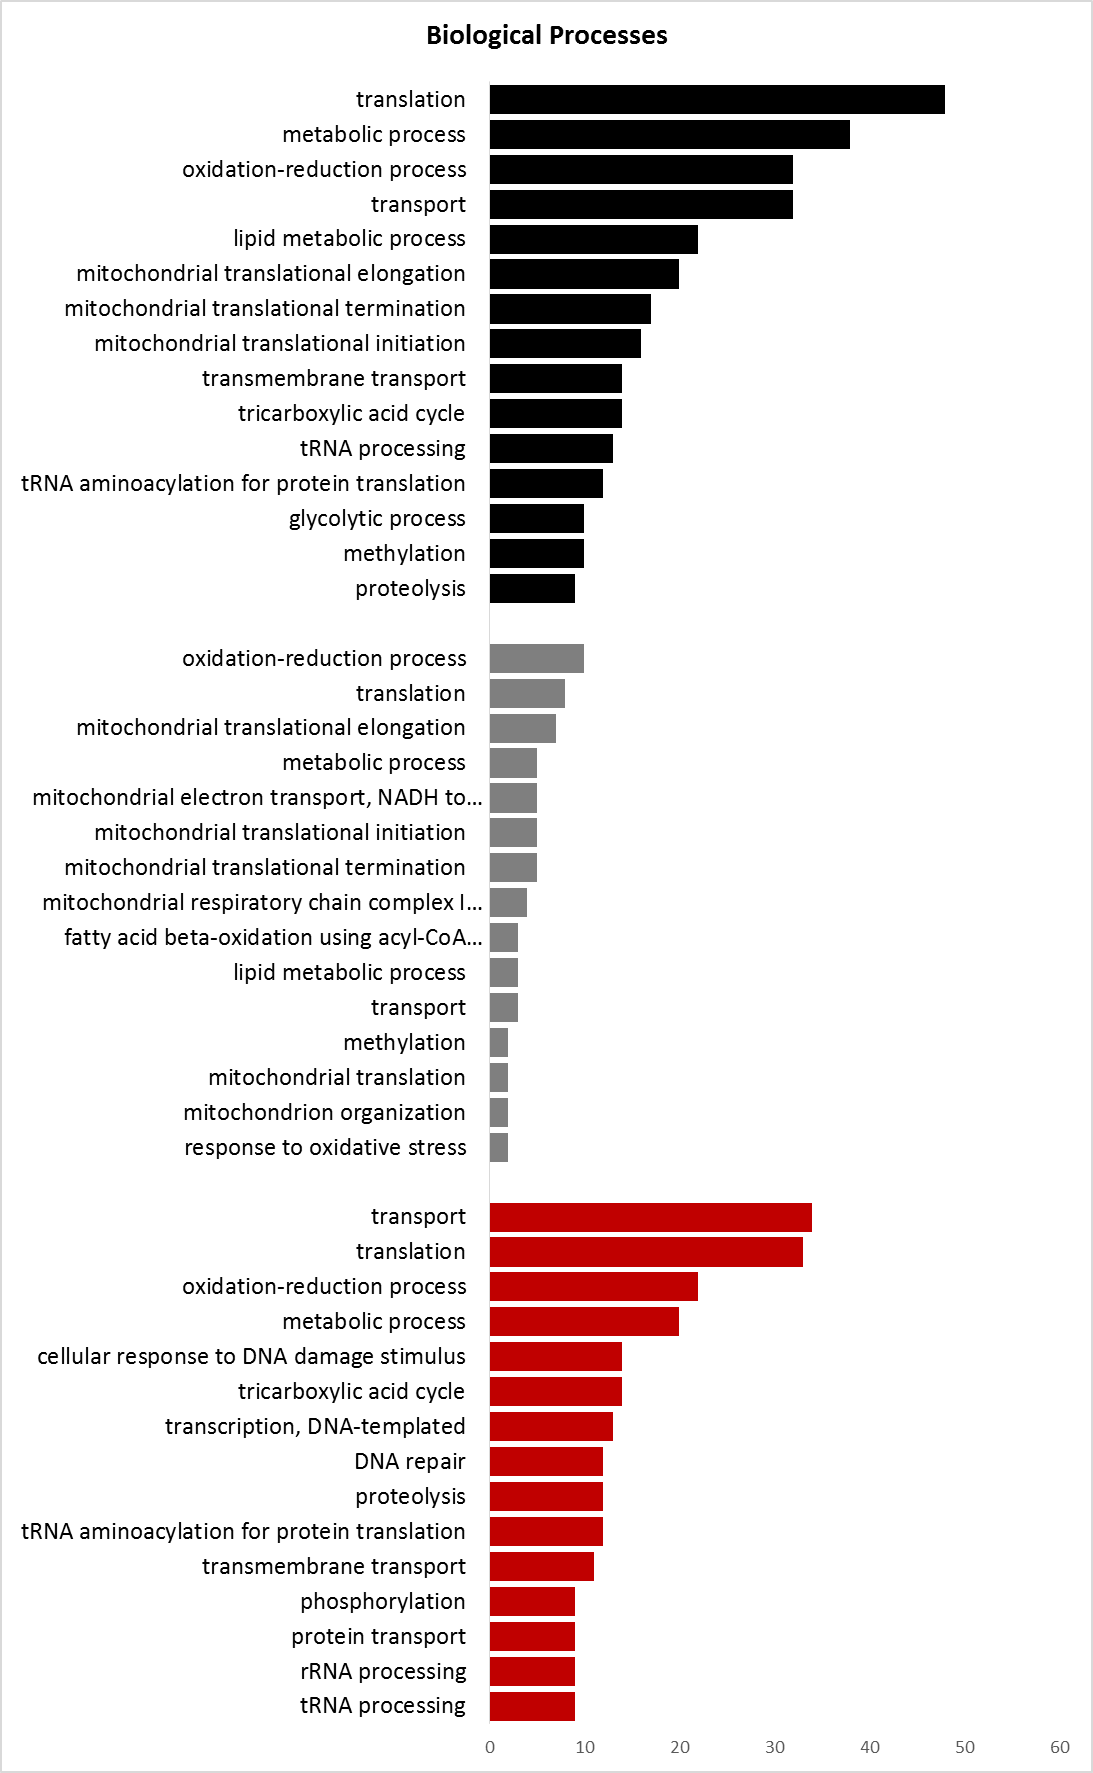 Biological Processes
translation
metabolic process
oxidation-reduction process
transport
lipid metabolic process
mitochondrial translational elongation
mitochondrial translational termination
mitochondrial translational initiation
transmembrane transport
tricarboxylic acid cycle
tRNA processing
tRNA aminoacylation for protein translation
glycolytic process
methylation
proteolysis
oxidation-reduction process
translation
mitochondrial translational elongation
metabolic process
mitochondrial electron transport, NADH to...
mitochondrial translational initiation
mitochondrial translational termination
mitochondrial respiratory chain complex I...
fatty acid beta-oxidation using acyl-CoA...
lipid metabolic process
transport
methylation
mitochondrial translation
mitochondrion organization
response to oxidative stress
transport
translation
oxidation-reduction process
metabolic process
cellular response to DNA damage stimulus
tricarboxylic acid cycle
transcription, DNA-templated
DNA repair
proteolysis
tRNA aminoacylation for protein translation
transmembrane transport
phosphorylation
protein transport
rRNA processing
tRNA processing
0 10 20 30 40 50 60